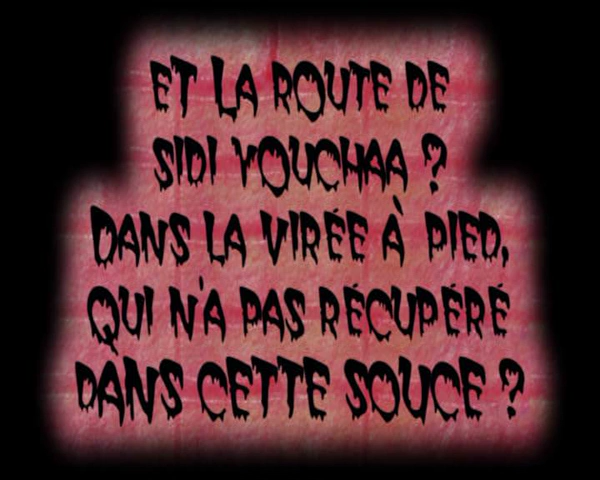 ET LA ROUTE DE
SIDI YOUCHAA ?
DANS LA VIRÉE À PIED,
QUI N'A PAS RÉCUPÉRÉ
DANS CETTE SOUCE ?